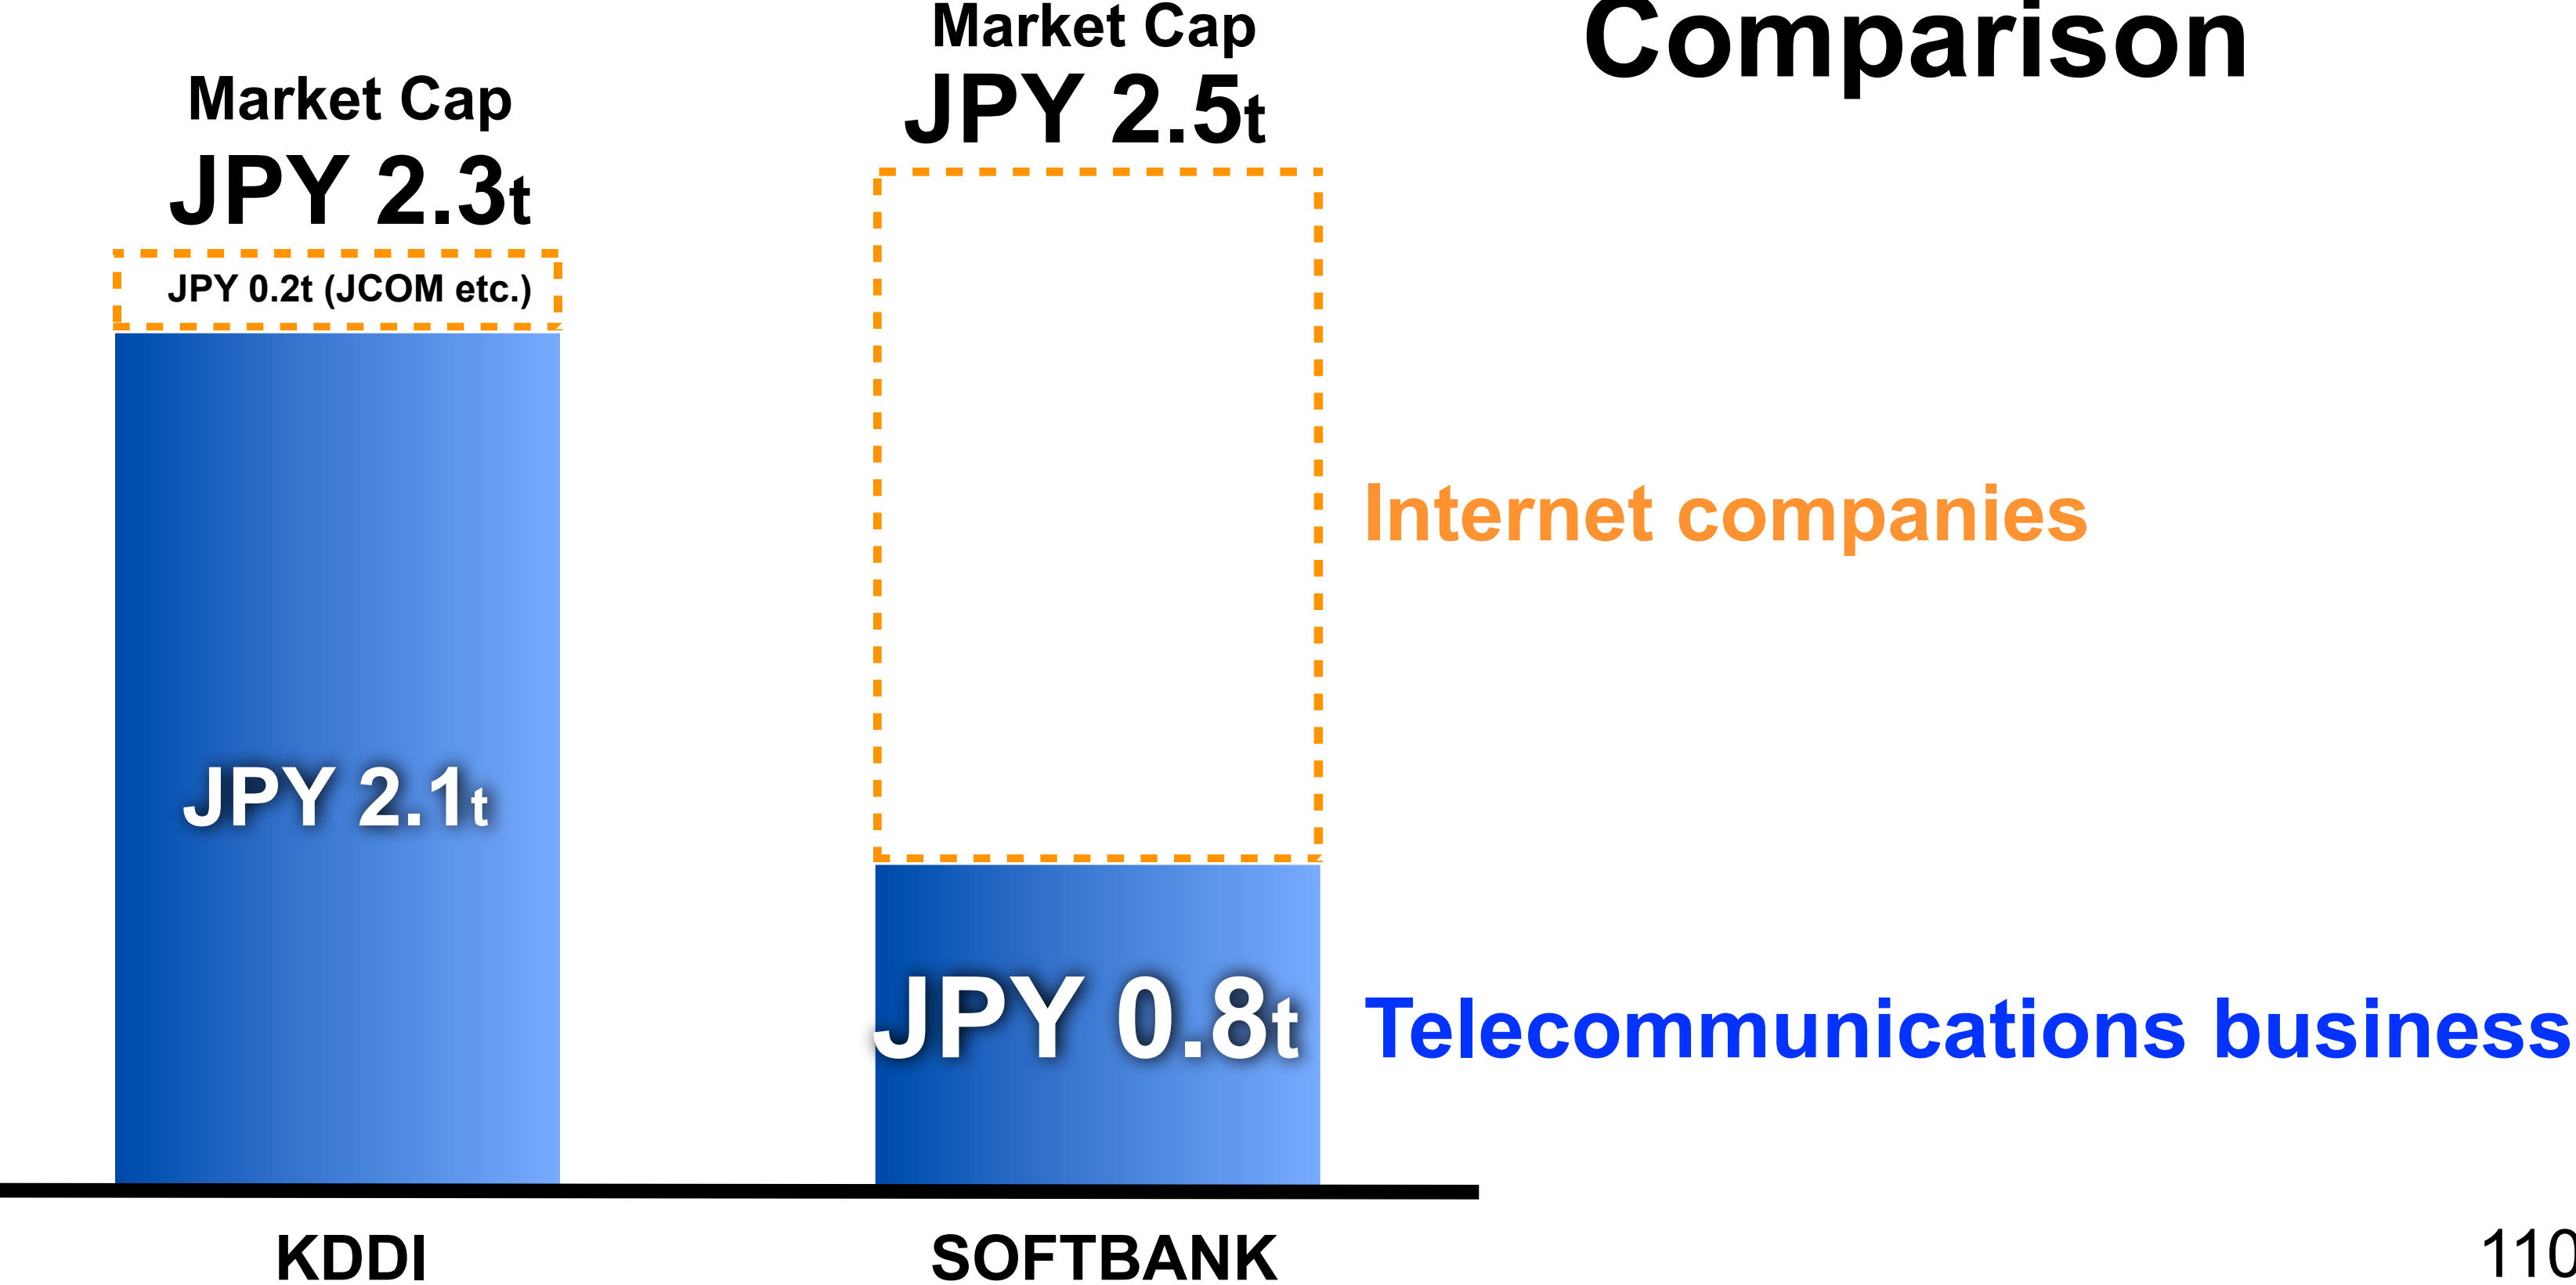 Comparison
Market Cap
JPY 2.3t
JPY 0.2t (JCOM etc.)
JPY 2.1t
KDDI
Market Cap
JPY 2.5t
JPY 0.8t
SOFTBANK
Internet companies
Telecommunications business
110